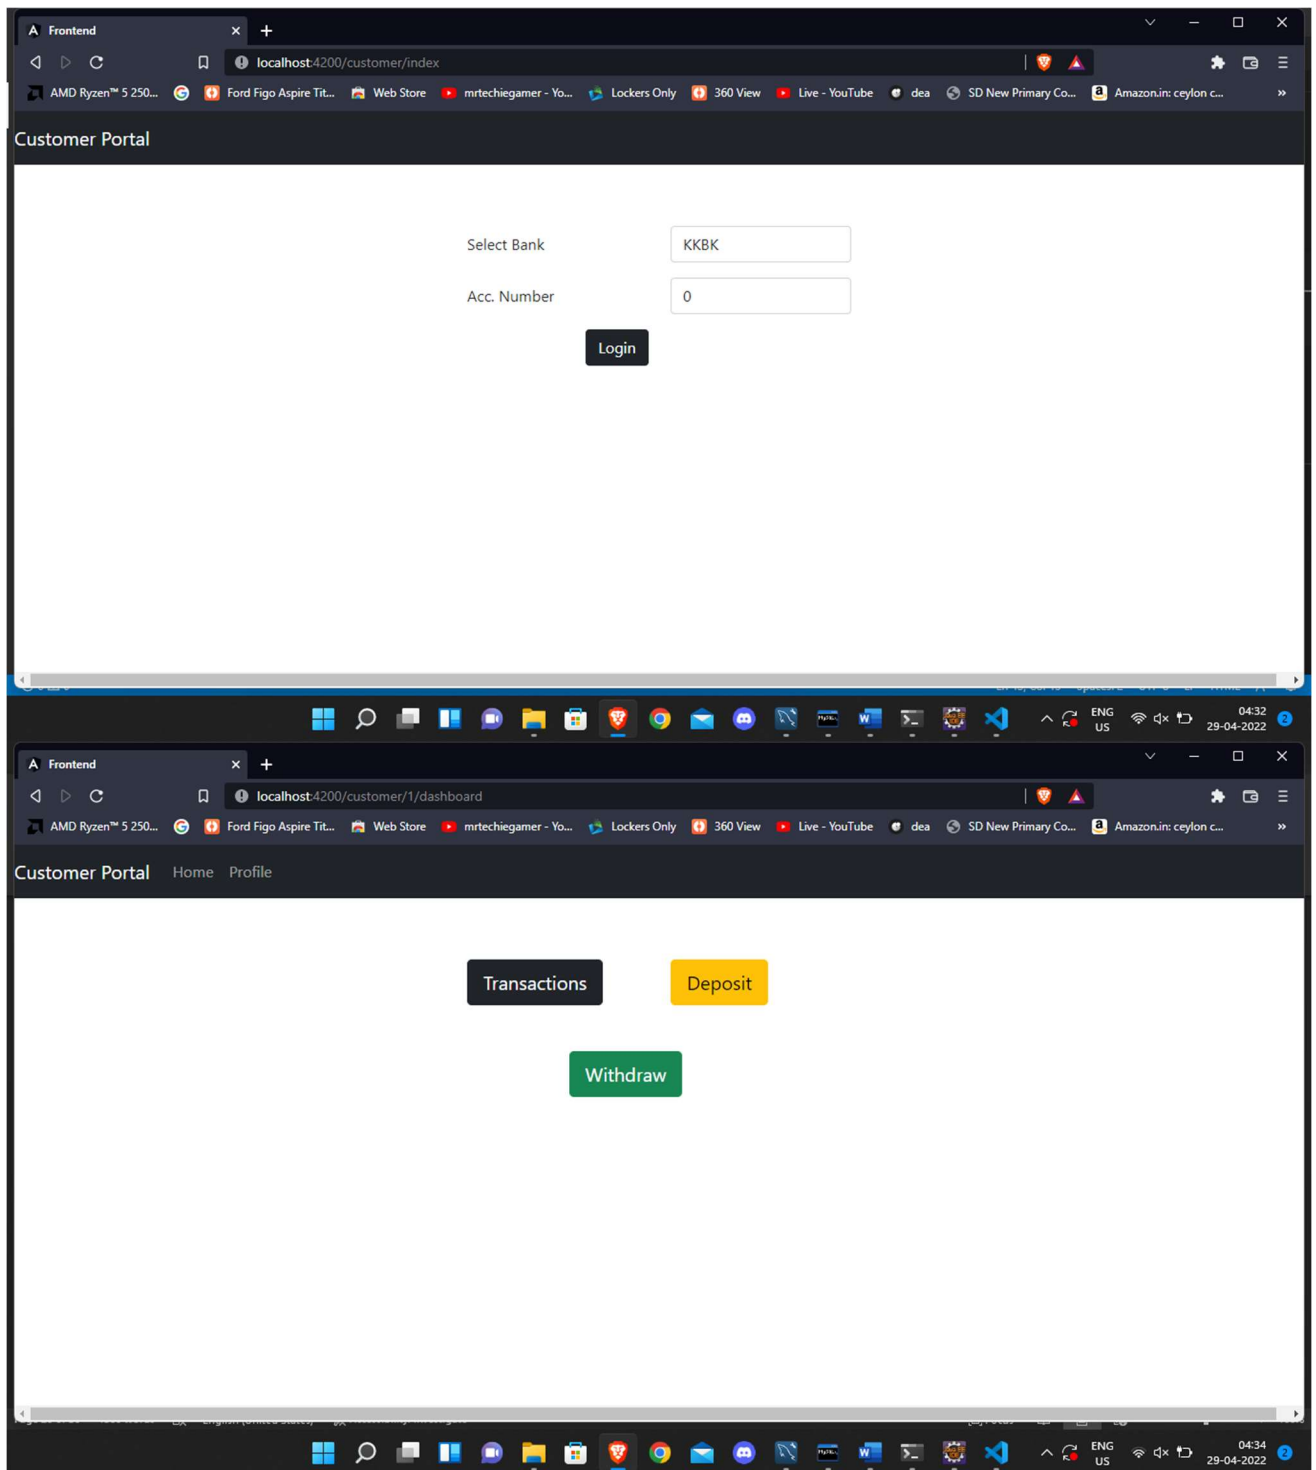 Frontend
localhost:4200/customer/index
AMD Ryzen™ 5 250... Ford Figo Aspire Tit... Web Store mrtechiegamer - Yo... Lockers Only 360 View Live - YouTube dea SD New Primary Co... Amazon.in: ceylon c... »
Customer Portal
Select Bank KKBK
Acc. Number 0
Login
ENG 04:32
US 29-04-2022 2
Frontend
localhost:4200/customer/1/dashboard
AMD Ryzen™ 5 250... Ford Figo Aspire Tit... Web Store mrtechiegamer - Yo... Lockers Only 360 View Live - YouTube dea SD New Primary Co... Amazon.in: ceylon c... »
Customer Portal Home Profile
Transactions Deposit
Withdraw
ENG 04:34
US 29-04-2022 2